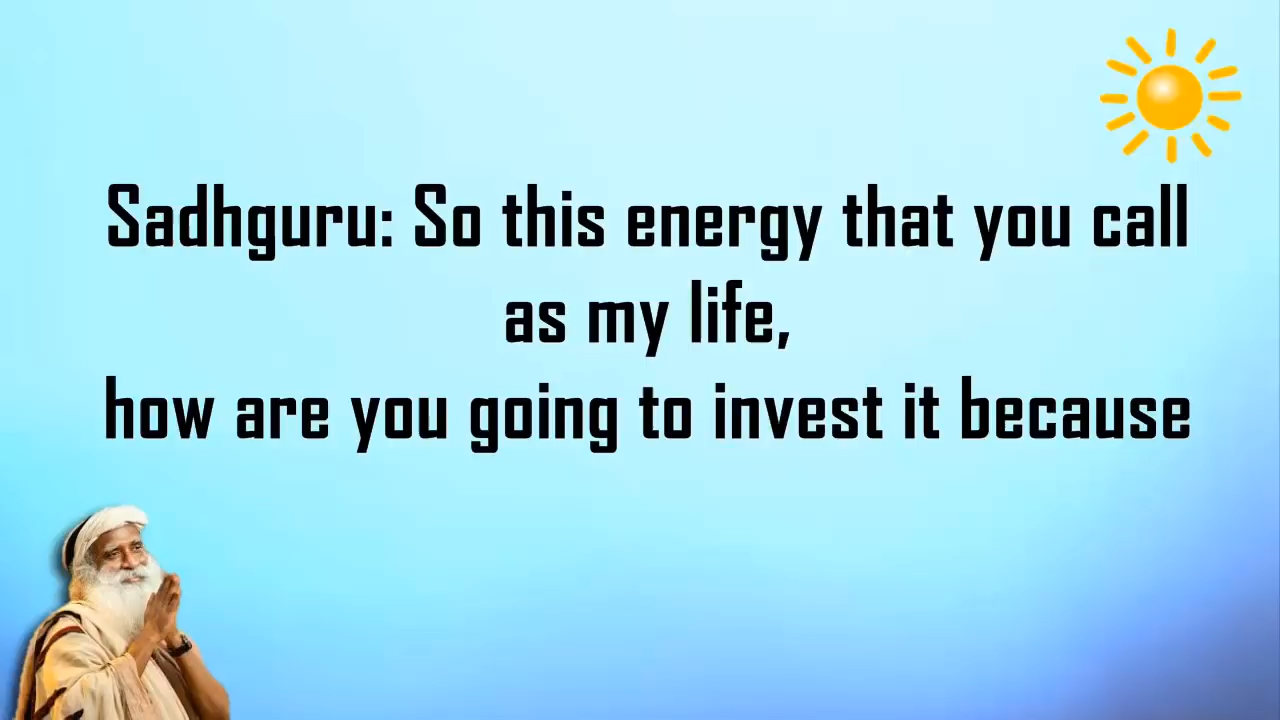 Sadhguru: So this energy that you call
as my life,
how are you going to invest it because